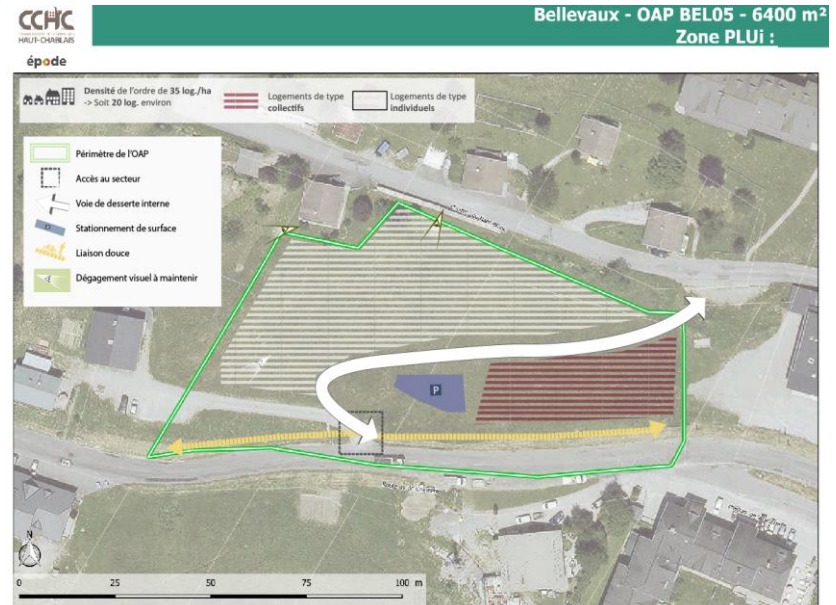 CCHC
HAUT-CHABLAIS
épode
Bellevaux - OAP BEL05 - 6400 m²
Zone PLUi :
Densité de l'ordre de 35 log./ha
-> Soit 20 log. environ
Logements de type
collectifs
Logements de type
individuels
Périmètre de l'OAP
Accès au secteur
Voie de desserte interne
P
Stationnement de surface
Liaison douce
Dégagement visuel à maintenir
P
N
0 25 50 75 100 m